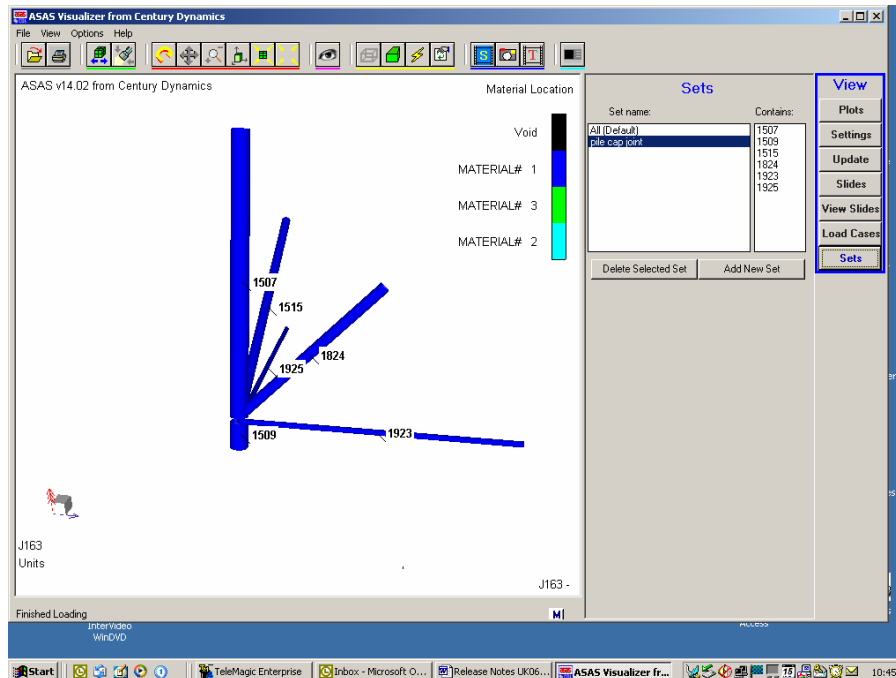 ASAS Visualizer from Century Dynamics
File View Options Help
ASAS v14.02 from Century Dynamics
Material Location
Void
MATERIAL# 1
MATERIAL# 3
MATERIAL# 2
1507
1515
1824
1925
1509
1923
J163
Units
J163 -
Finished Loading
M
Sets
Set name:
Contains:
All (Default)
pile cap joint
1507
1509
1515
1824
1923
1925
Delete Selected Set
Add New Set
View
Plots
Settings
Update
Slides
View Slides
Load Cases
Sets
InterVideo
WinDVD
Access
Start
TeleMagic Enterprise
Inbox - Microsoft O...
Release Notes UK06...
ASAS Visualizer fr...
15
10:45